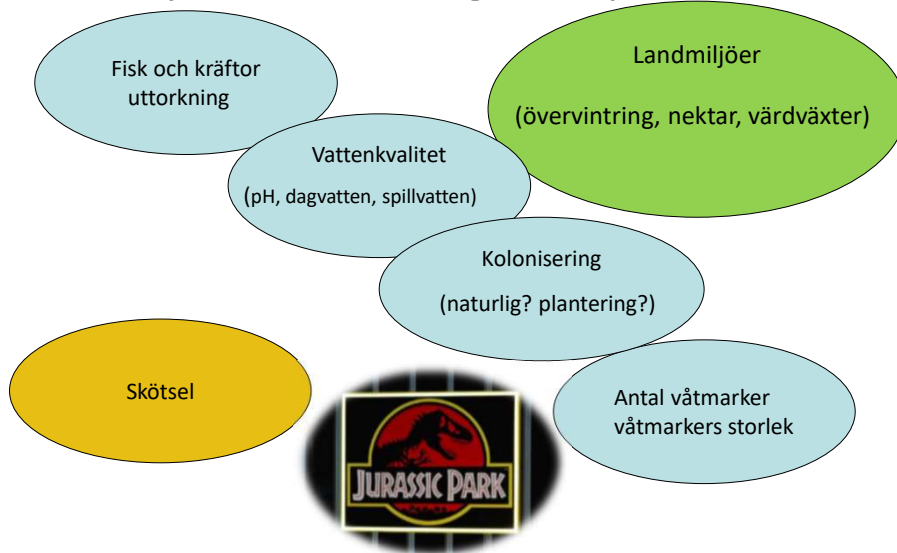 Fisk och kräftor
uttorkning
Landmiljöer
(övervintring, nektar, värdväxter)
Vattenkvalitet
(pH, dagvatten, spillvatten)
Kolonisering
(naturlig? plantering?)
Skötsel
Antal våtmarker
våtmarkers storlek
JURASSIC PARK